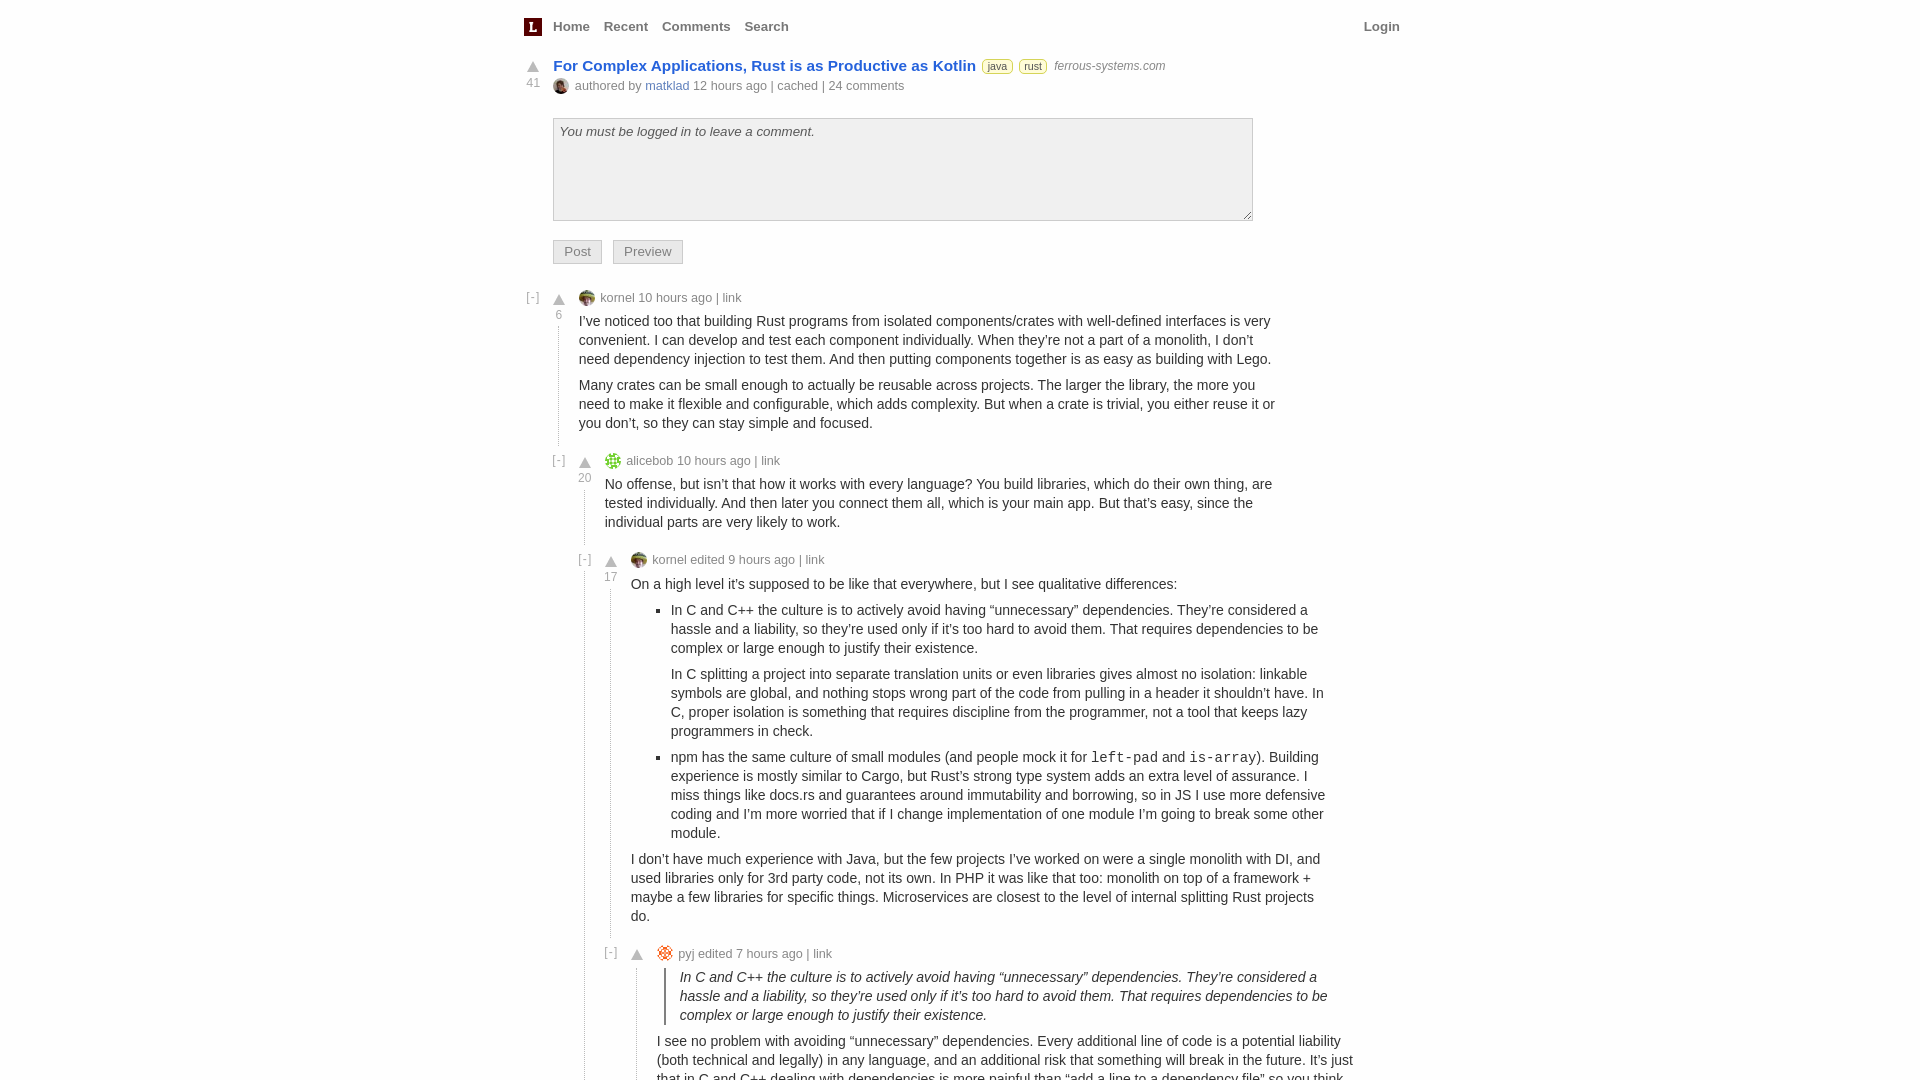 L Home Recent Comments Search Login
For Complex Applications, Rust is as Productive as Kotlin java rust ferrous-systems.com
41 authored by matklad 12 hours ago | cached | 24 comments
You must be logged in to leave a comment.
Post Preview
[-] kornel 10 hours ago | link
6
I’ve noticed too that building Rust programs from isolated components/crates with well-defined interfaces is very
convenient. I can develop and test each component individually. When they’re not a part of a monolith, I don’t
need dependency injection to test them. And then putting components together is as easy as building with Lego.
Many crates can be small enough to actually be reusable across projects. The larger the library, the more you
need to make it flexible and configurable, which adds complexity. But when a crate is trivial, you either reuse it or
you don’t, so they can stay simple and focused.
[-] alicebob 10 hours ago | link
20
No offense, but isn’t that how it works with every language? You build libraries, which do their own thing, are
tested individually. And then later you connect them all, which is your main app. But that’s easy, since the
individual parts are very likely to work.
[-] kornel edited 9 hours ago | link
17
On a high level it’s supposed to be like that everywhere, but I see qualitative differences:
In C and C++ the culture is to actively avoid having “unnecessary” dependencies. They’re considered a
hassle and a liability, so they’re used only if it’s too hard to avoid them. That requires dependencies to be
complex or large enough to justify their existence.
In C splitting a project into separate translation units or even libraries gives almost no isolation: linkable
symbols are global, and nothing stops wrong part of the code from pulling in a header it shouldn’t have. In
C, proper isolation is something that requires discipline from the programmer, not a tool that keeps lazy
programmers in check.
npm has the same culture of small modules (and people mock it for left-pad and is-array). Building
experience is mostly similar to Cargo, but Rust’s strong type system adds an extra level of assurance. I
miss things like docs.rs and guarantees around immutability and borrowing, so in JS I use more defensive
coding and I’m more worried that if I change implementation of one module I’m going to break some other
module.
I don’t have much experience with Java, but the few projects I’ve worked on were a single monolith with DI, and
used libraries only for 3rd party code, not its own. In PHP it was like that too: monolith on top of a framework +
maybe a few libraries for specific things. Microservices are closest to the level of internal splitting Rust projects
do.
[-] pyj edited 7 hours ago | link
In C and C++ the culture is to actively avoid having “unnecessary” dependencies. They’re considered a
hassle and a liability, so they’re used only if it’s too hard to avoid them. That requires dependencies to be
complex or large enough to justify their existence.
I see no problem with avoiding “unnecessary” dependencies. Every additional line of code is a potential liability
(both technical and legally) in any language, and an additional risk that something will break in the future. It’s just
that in C and C++ dealing with dependencies is more painful than “add a line to a dependency file” so you think